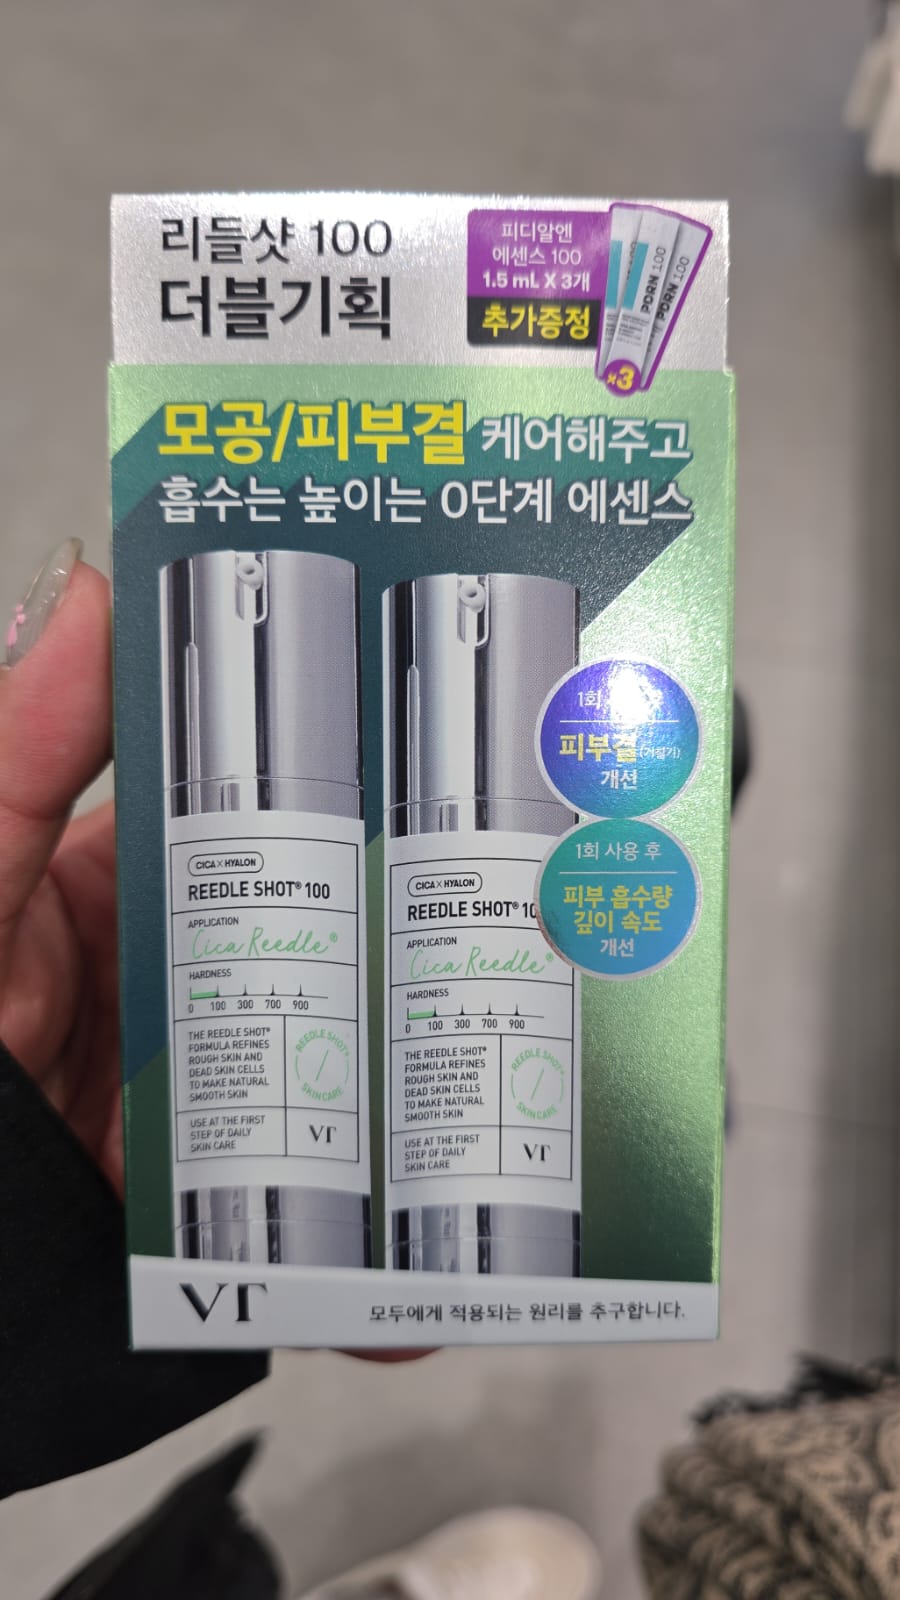 리들샷 100
더블기획
피디알엔
에센스 100
1.5 mL X 3개
추가증정
PDRN 100
PDRN 100
x3
모공/피부결 케어해주고
흡수는 높이는 0단계 에센스
1회
피부결(거칠기)
개선
1회 사용 후
피부 흡수량
깊이 속도
개선
CICA X HYALON
REEDLE SHOT® 100
APPLICATION
Cica Reedle®
HARDNESS
0 100 300 700 900
THE REEDLE SHOT®
FORMULA REFINES
ROUGH SKIN AND
DEAD SKIN CELLS
TO MAKE NATURAL
SMOOTH SKIN
REEDLE SHOT®
SKIN CARE
USE AT THE FIRST
STEP OF DAILY
SKIN CARE
VT
CICA X HYALON
REEDLE SHOT® 10
APPLICATION
Cica Reedle®
HARDNESS
0 100 300 700 900
THE REEDLE SHOT®
FORMULA REFINES
ROUGH SKIN AND
DEAD SKIN CELLS
TO MAKE NATURAL
SMOOTH SKIN
REEDLE SHOT®
SKIN CARE
USE AT THE FIRST
STEP OF DAILY
SKIN CARE
VT
VT
모두에게 적용되는 원리를 추구합니다.